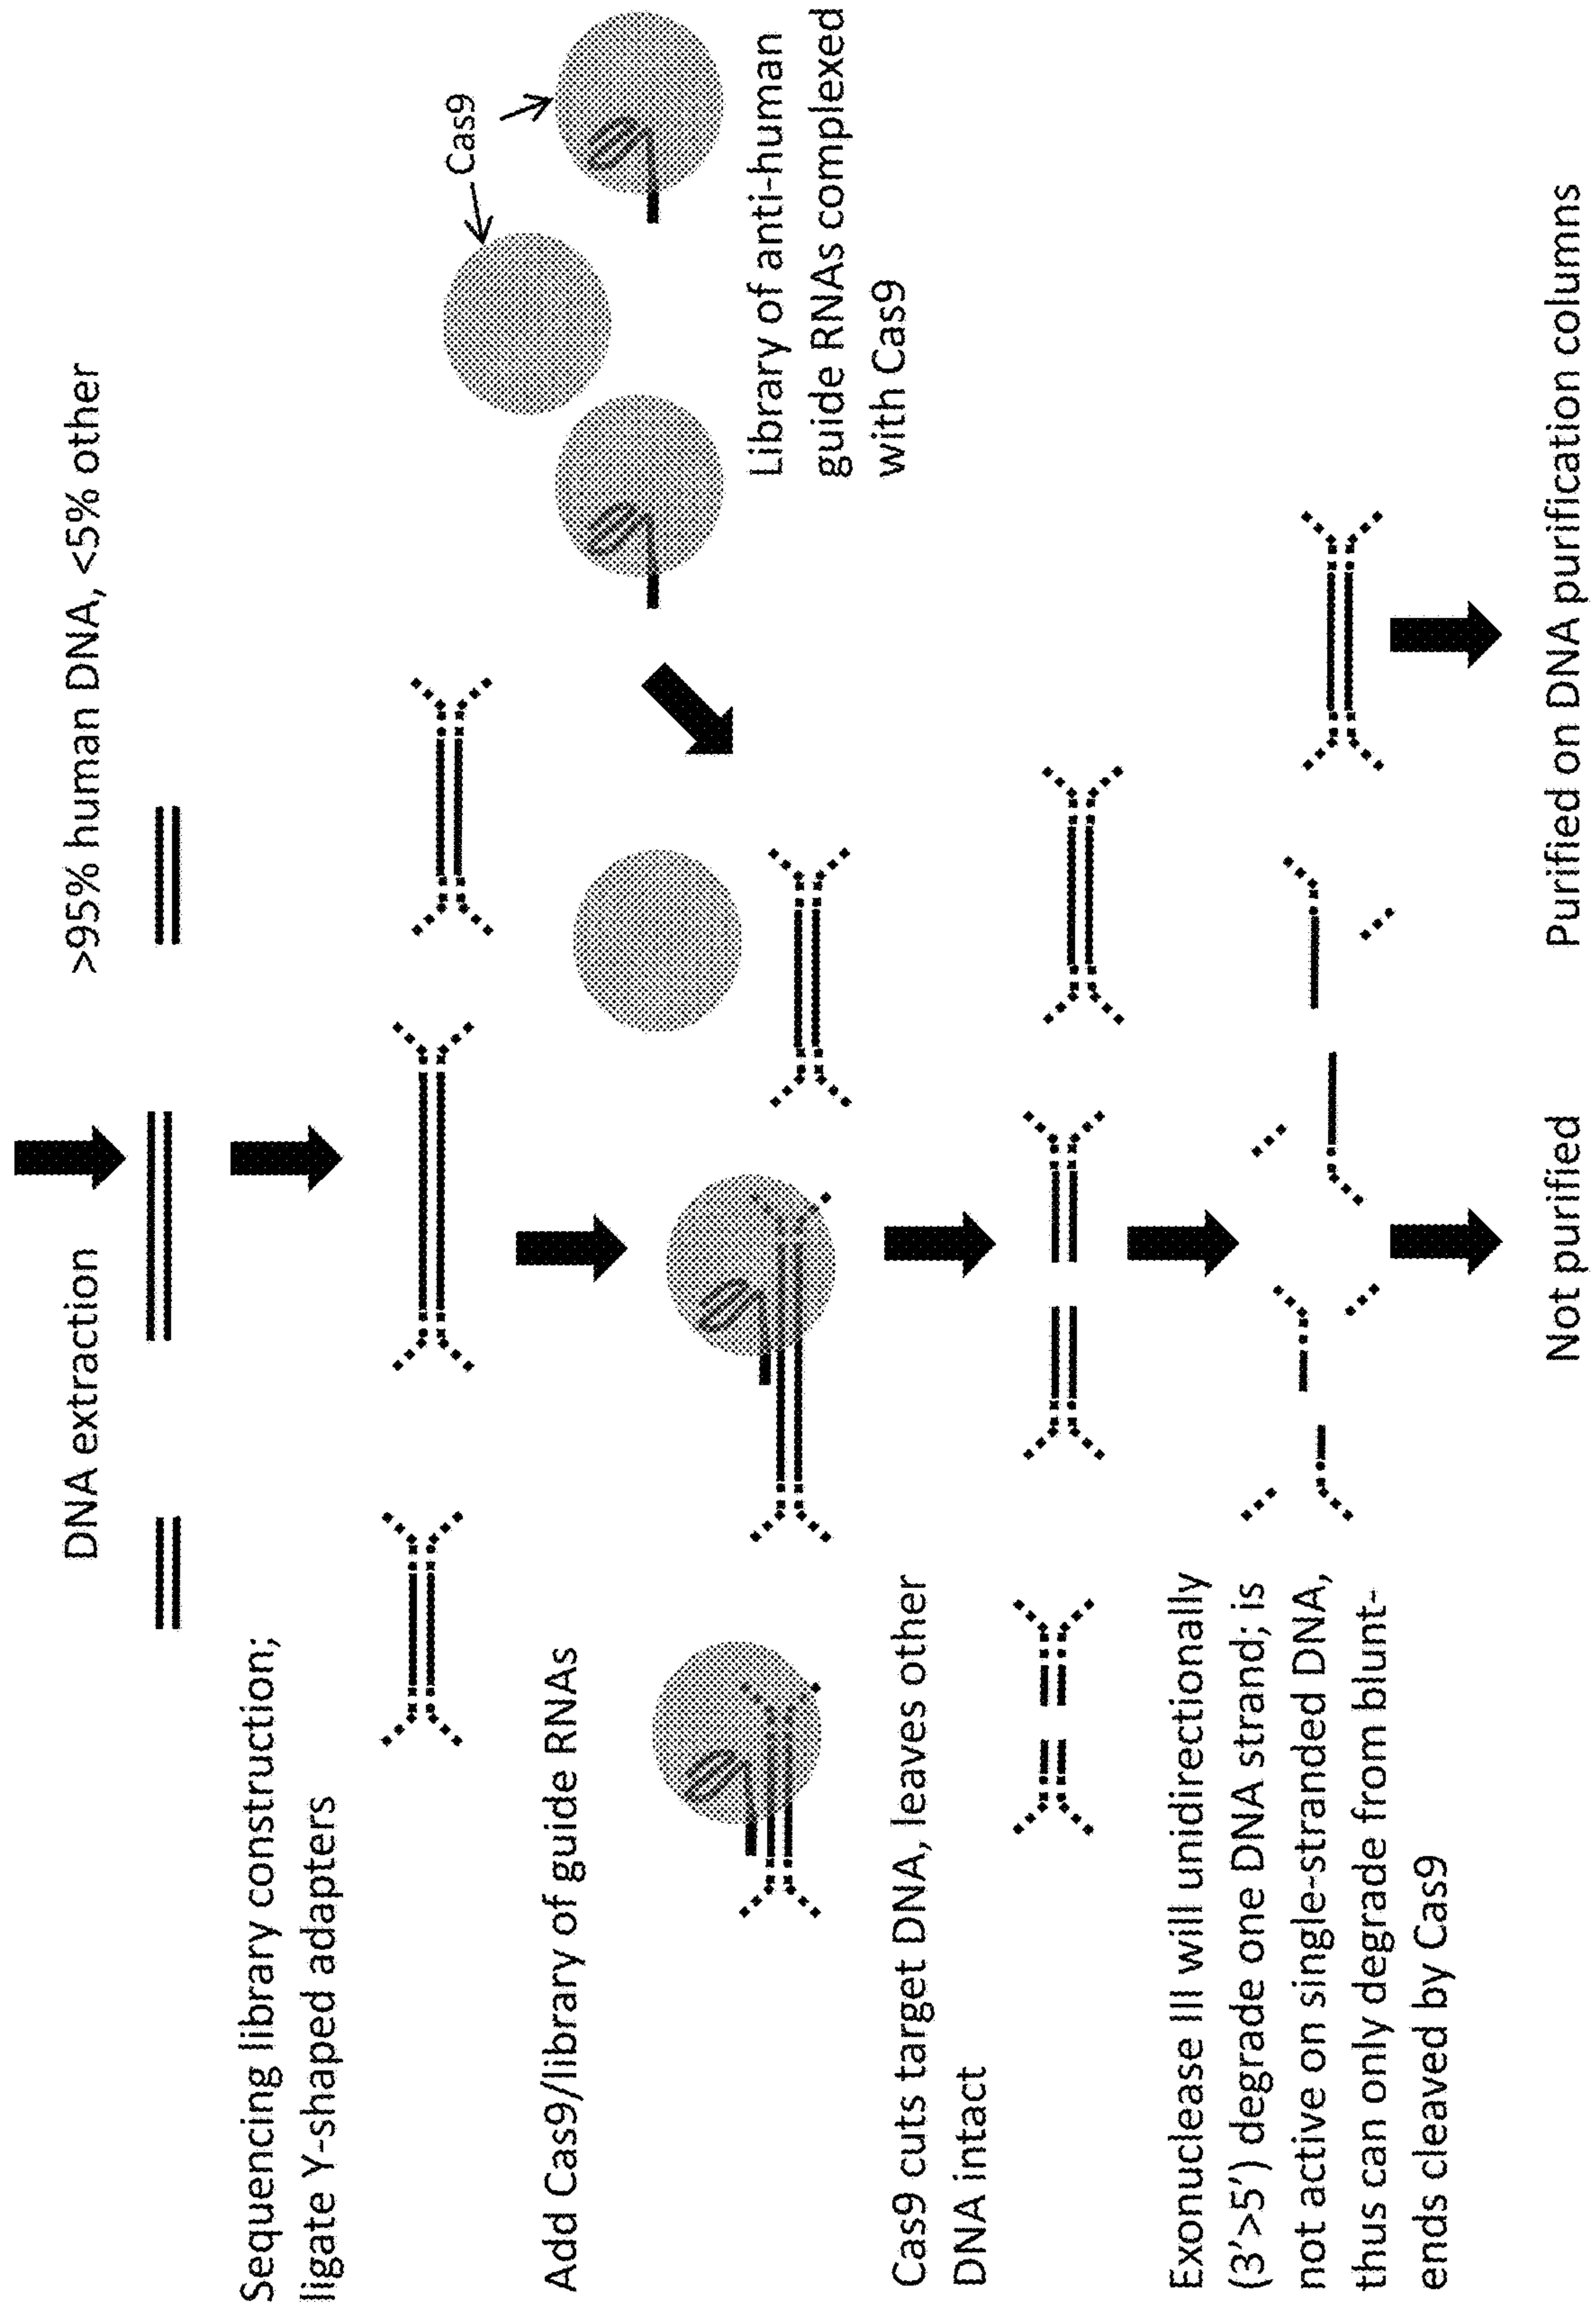 DNA extraction
>95% human DNA, <5% other
Sequencing library construction;
ligate Y-shaped adapters
Cas9
Add Cas9/library of guide RNAs
Library of anti-human
guide RNAs complexed
with Cas9
Cas9 cuts target DNA, leaves other
DNA intact
Exonuclease III will unidirectionally
(3'>5') degrade one DNA strand; is
not active on single-stranded DNA,
thus can only degrade from blunt-
ends cleaved by Cas9
Not purified
Purified on DNA purification columns